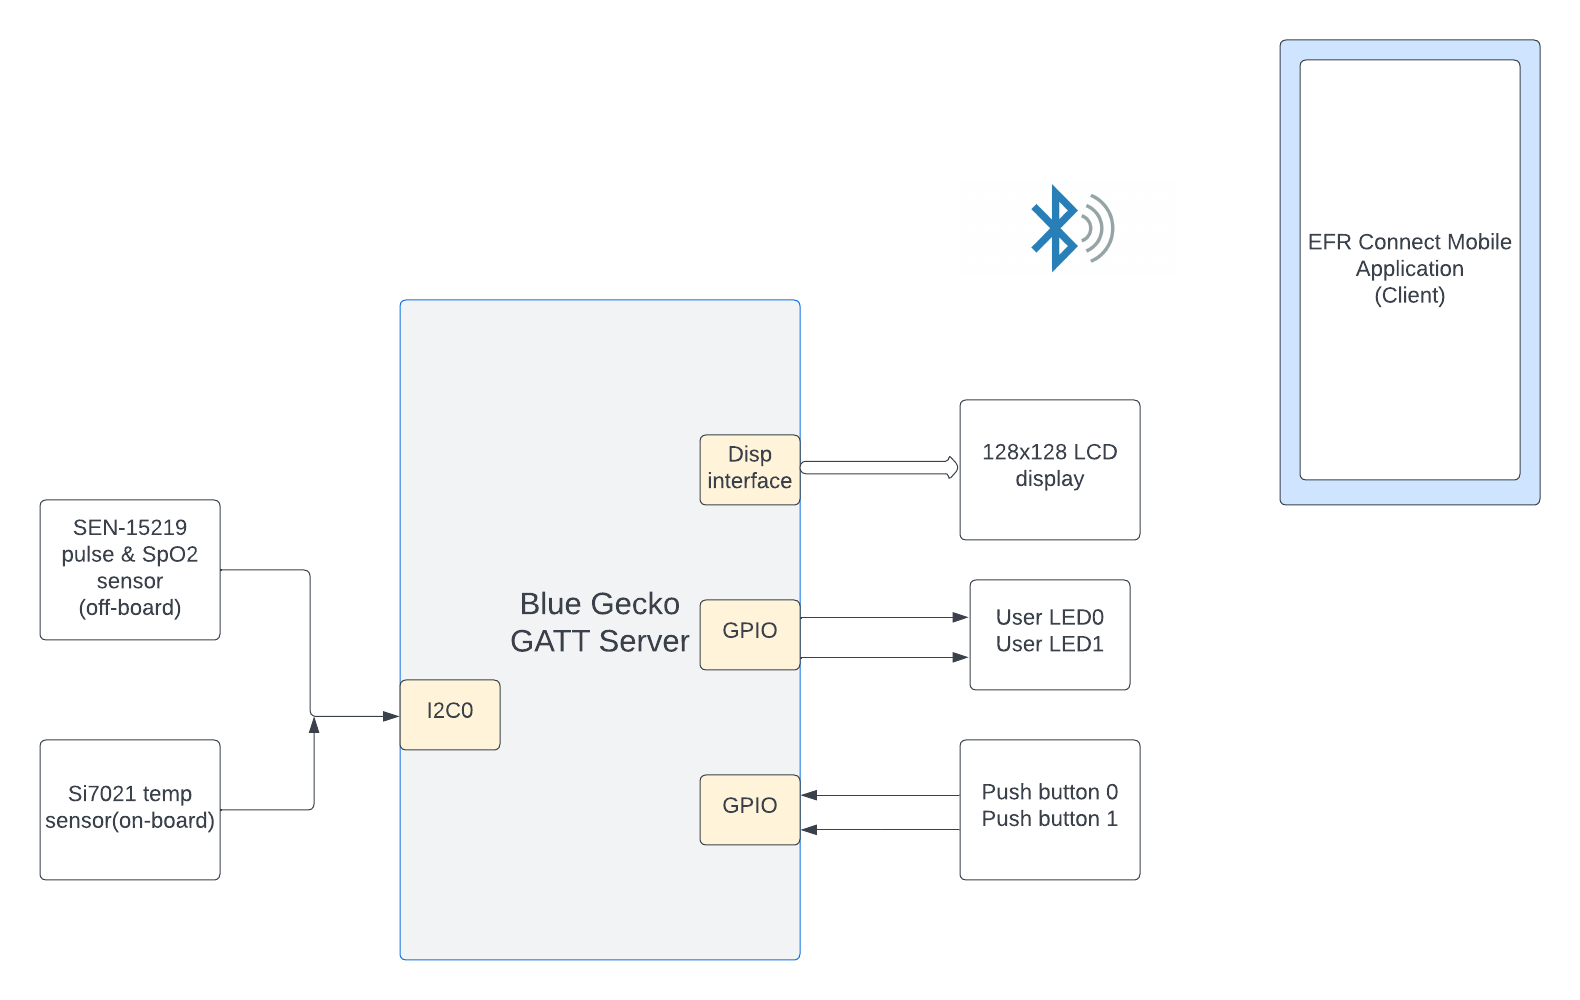 EFR Connect Mobile
Application
(Client)
Disp
interface
128x128 LCD
display
SEN-15219
pulse & SpO2
sensor
(off-board)
Blue Gecko
GATT Server
GPIO
User LED0
User LED1
I2C0
Si7021 temp
sensor(on-board)
GPIO
Push button 0
Push button 1